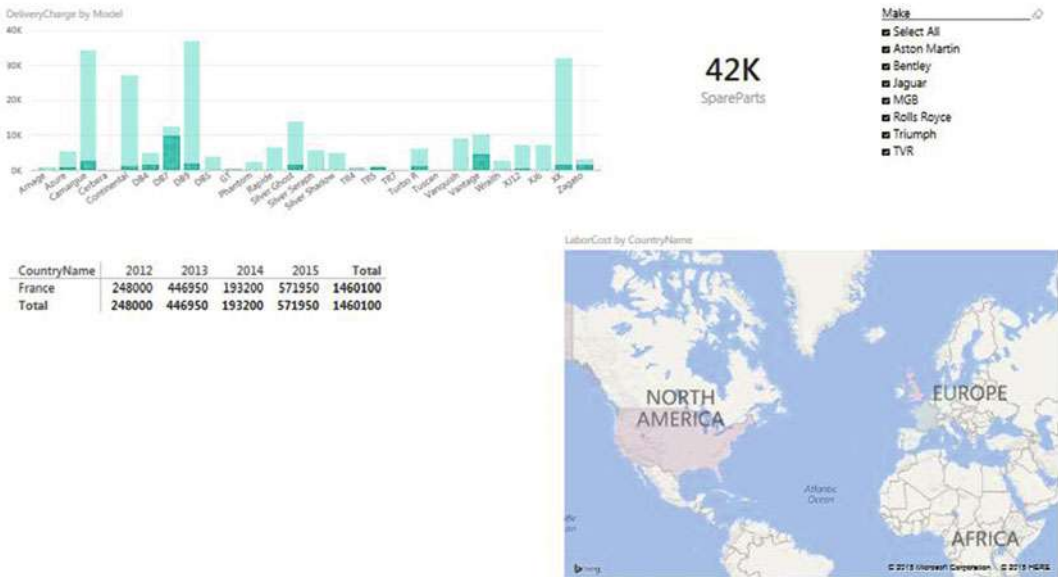 DeliveryCharge by Model
40K
30K
20K
10K
0K
Arnage
Azure
Camargue
Cerbera
Continental
DB4
DB7
DB9
DB5
GT
Phantom
Rapide
Silver Ghost
Silver Seraph
Silver Shadow
TR4
TR5
TR7
Turbo R
Tuscan
Vanquish
Vantage
Wraith
XJ12
XJ6
XK
Zagato
42K
SpareParts
Make
Select All
Aston Martin
Bentley
Jaguar
MGB
Rolls Royce
Triumph
TVR
CountryName 2012 2013 2014 2015 Total
France 248000 446950 193200 571950 1460100
Total 248000 446950 193200 571950 1460100
LaborCost by CountryName
NORTH
AMERICA
EUROPE
Atlantic
Ocean
AFRICA
bing
© 2015 Microsoft Corporation © 2015 HERE